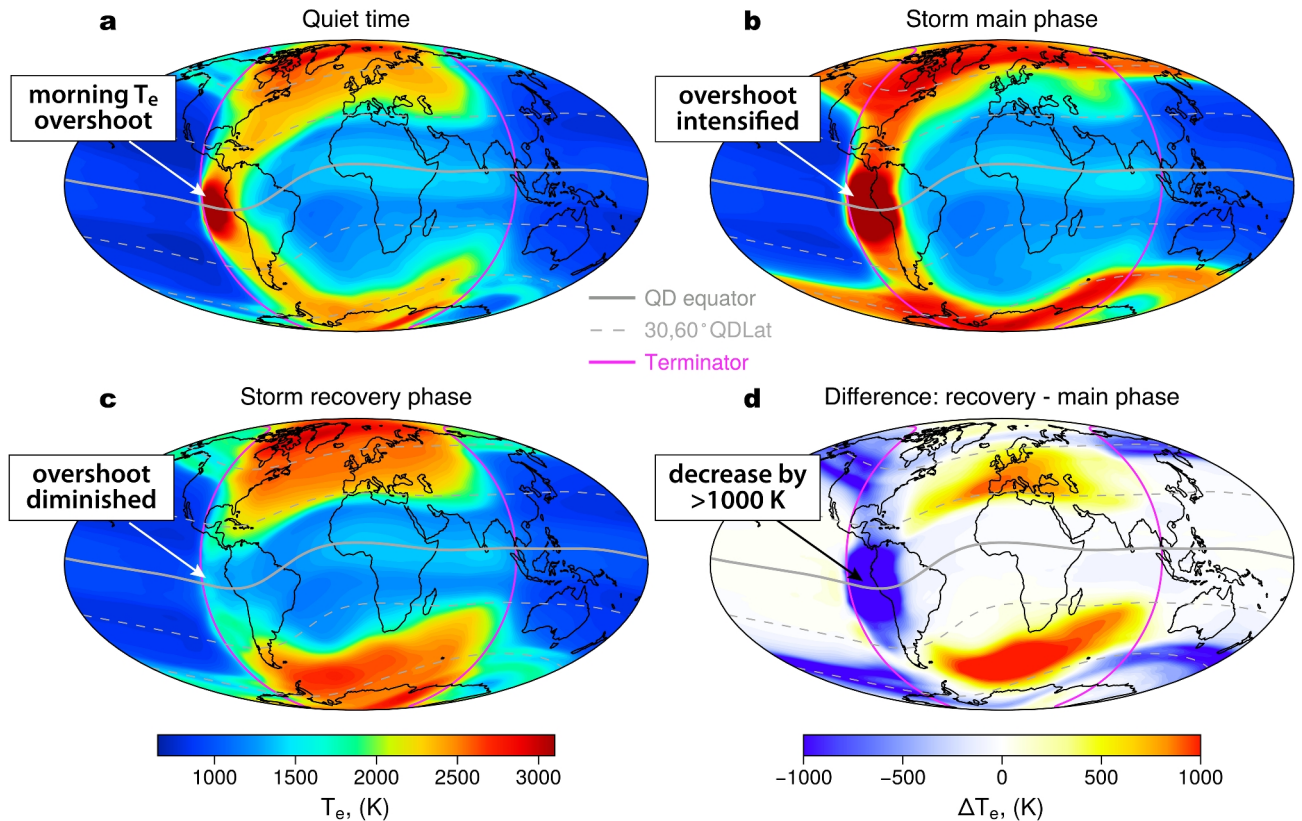 a
Quiet time
morning Te
overshoot
b
Storm main phase
overshoot
intensified
QD equator
30,60°QDLat
Terminator
c
Storm recovery phase
overshoot
diminished
d
Difference: recovery - main phase
decrease by
>1000 K
1000 1500 2000 2500 3000
Te, (K)
−1000 −500 0 500 1000
ΔTe, (K)